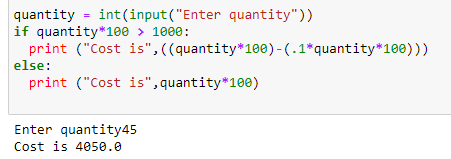 quantity = int(input("Enter quantity"))
if quantity*100 > 1000:
  print ("Cost is",((quantity*100)-(.1*quantity*100)))
else:
  print ("Cost is",quantity*100)
Enter quantity45
Cost is 4050.0